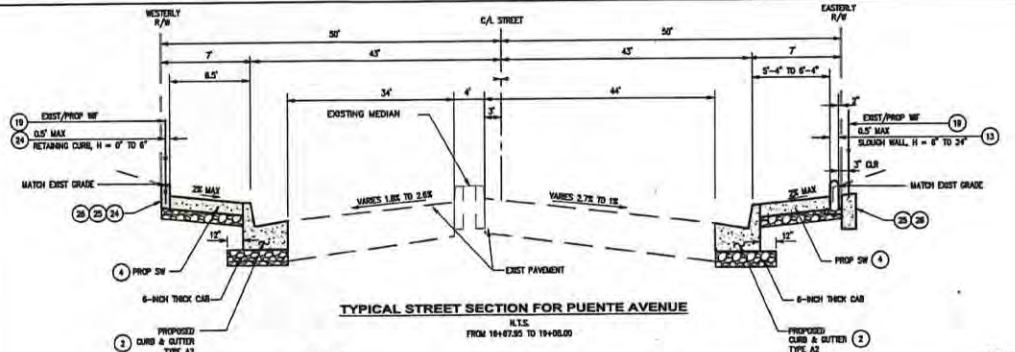 WESTERLY
R/W
C/L STREET
EASTERLY
R/W
50'
50'
7'
43'
43'
7'
6.5'
5'-4" TO 6'-4"
34'
4'
44'
3'
2"
EXISTING MEDIAN
19
EXIST/PROP WF
24
0.5' MAX
RETAINING CURB, H = 0" TO 6"
EXIST/PROP WF
19
0.5' MAX
13
SLOUGH WALL, H = 6" TO 24"
3" CLR
MATCH EXIST GRADE
MATCH EXIST GRADE
2% MAX
VARIES 1.8% TO 2.6%
VARIES 2.7% TO 1%
2% MAX
26 25 24
25 26
12"
12"
4 PROP SW
EXIST PAVEMENT
PROP SW 4
6-INCH THICK CAB
6-INCH THICK CAB
TYPICAL STREET SECTION FOR PUENTE AVENUE
N.T.S.
PROPOSED
2 CURB & GUTTER
TYPE A2
PROPOSED
CURB & GUTTER 2
TYPE A2